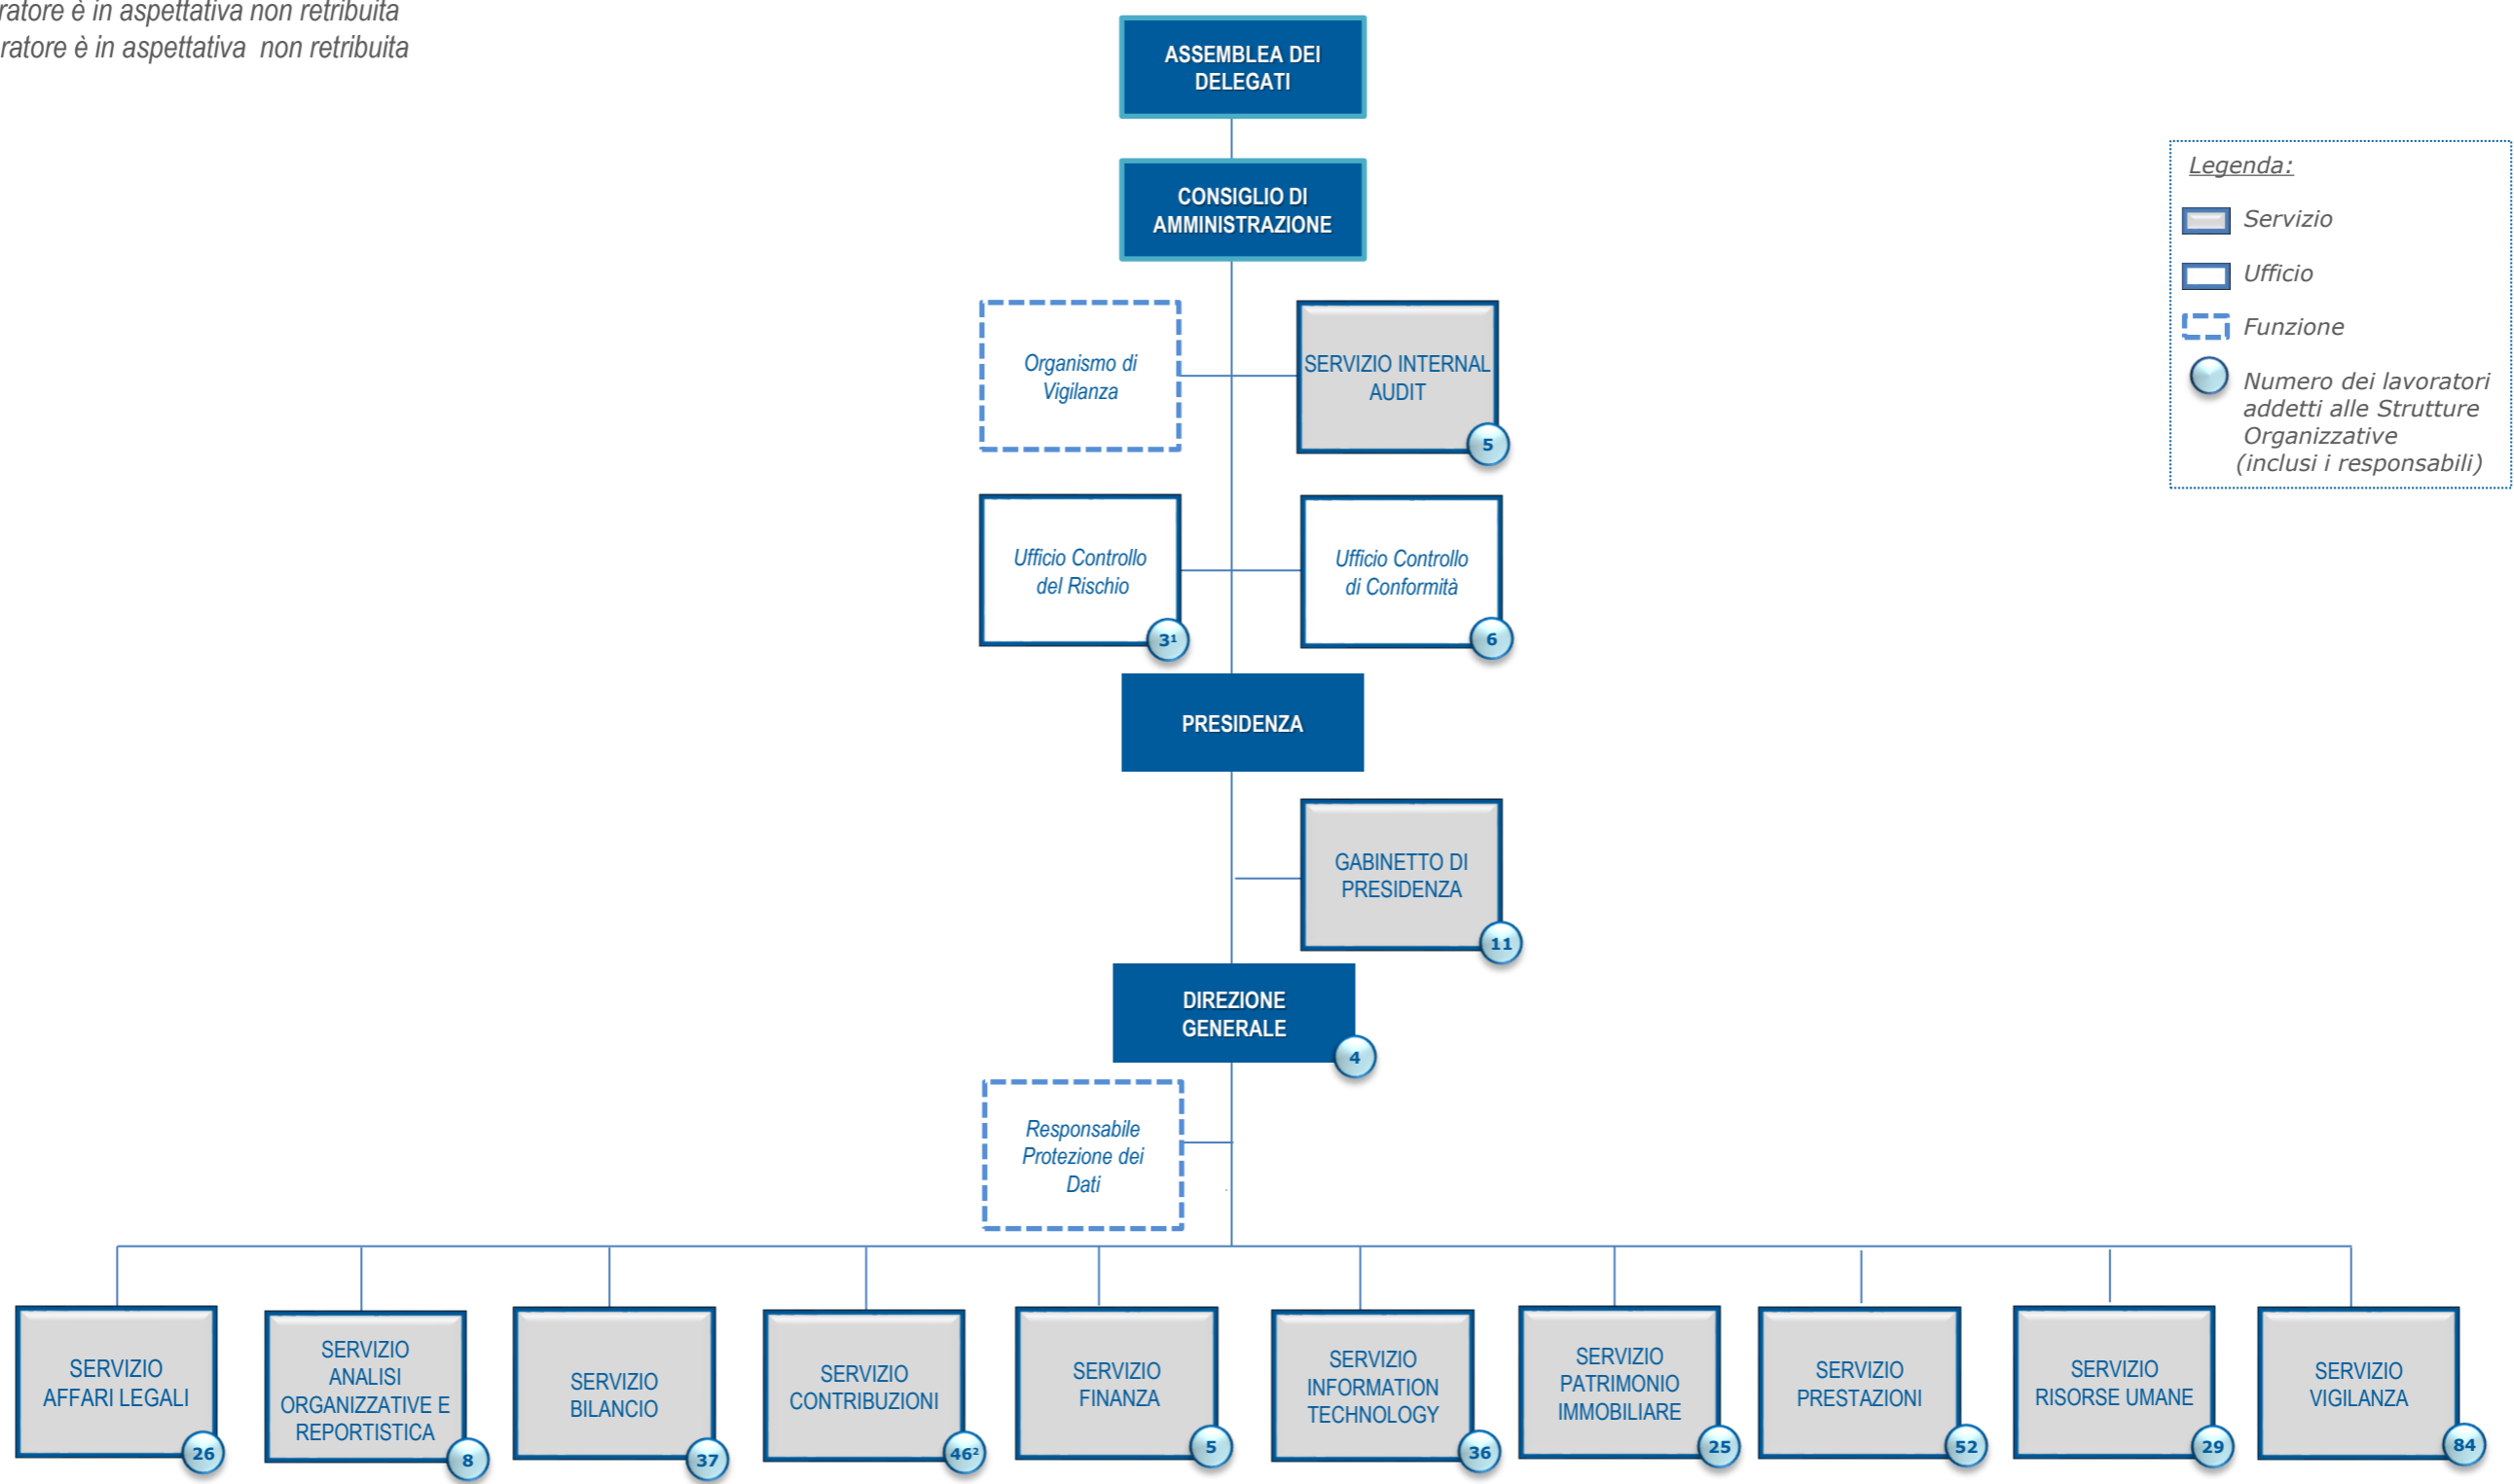 è in aspettativa non retribuita
è in aspettativa non retribuita
ASSEMBLEA DEI
DELEGATI
CONSIGLIO DI
AMMINISTRAZIONE
Legenda:
Servizio
Ufficio
Funzione
Numero dei lavoratori
addetti alle Strutture
Organizzative
(inclusi i responsabili)
Organismo di
Vigilanza
SERVIZIO INTERNAL
AUDIT
5
Ufficio Controllo
del Rischio
3¹
Ufficio Controllo
di Conformità
6
PRESIDENZA
GABINETTO DI
PRESIDENZA
11
DIREZIONE
GENERALE
4
Responsabile
Protezione dei
Dati
SERVIZIO
AFFARI LEGALI
26
SERVIZIO
ANALISI
ORGANIZZATIVE E
REPORTISTICA
8
SERVIZIO
BILANCIO
37
SERVIZIO
CONTRIBUZIONI
46²
SERVIZIO
FINANZA
5
SERVIZIO
INFORMATION
TECHNOLOGY
36
SERVIZIO
PATRIMONIO
IMMOBILIARE
25
SERVIZIO
PRESTAZIONI
52
SERVIZIO
RISORSE UMANE
29
SERVIZIO
VIGILANZA
84